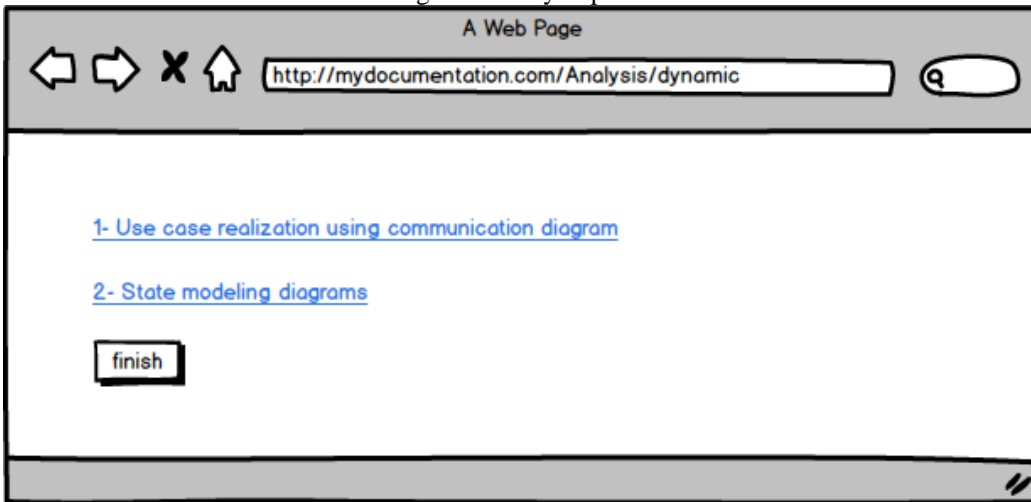 A Web Page
http://mydocumentation.com/Analysis/dynamic
1- Use case realization using communication diagram
2- State modeling diagrams
finish